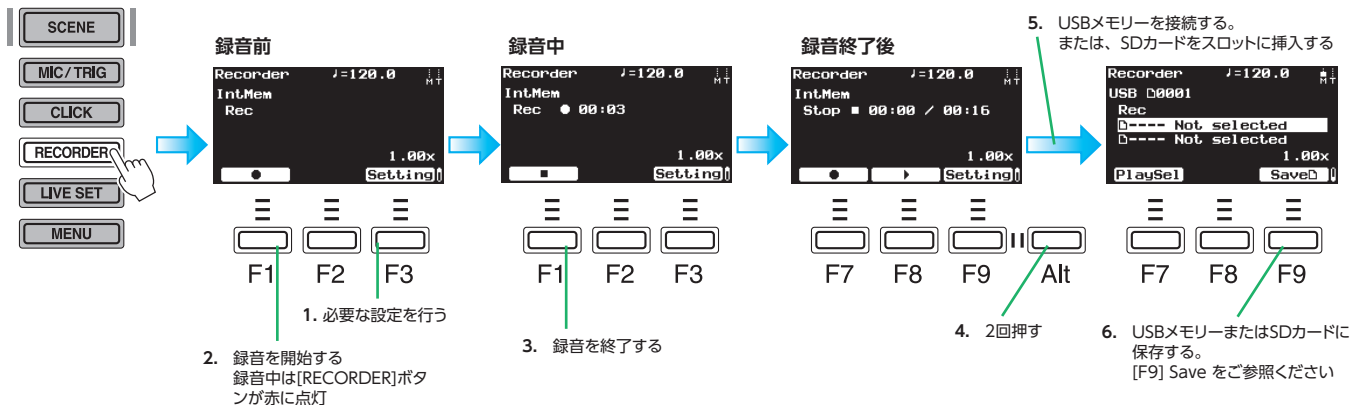 SCENE
MIC/TRIG
CLICK
RECORDER
LIVE SET
MENU
録音前
Recorder ♩=120.0 M T
IntMem
Rec
1.00x
● Setting
F1 F2 F3
1. 必要な設定を行う
2. 録音を開始する
録音中は[RECORDER]ボタ
ンが赤に点灯
録音中
Recorder ♩=120.0 M T
IntMem
Rec ● 00:03
1.00x
■ Setting
F1 F2 F3
3. 録音を終了する
録音終了後
Recorder ♩=120.0 M T
IntMem
Stop ■ 00:00 / 00:16
1.00x
● ▶ Setting
F7 F8 F9 Alt
4. 2回押す
5. USBメモリーを接続する。
または、SDカードをスロットに挿入する
Recorder ♩=120.0 M T
USB 0001
Rec
---- Not selected
---- Not selected
1.00x
PlaySel Save
F7 F8 F9
6. USBメモリーまたはSDカードに
保存する。
[F9] Save をご参照ください